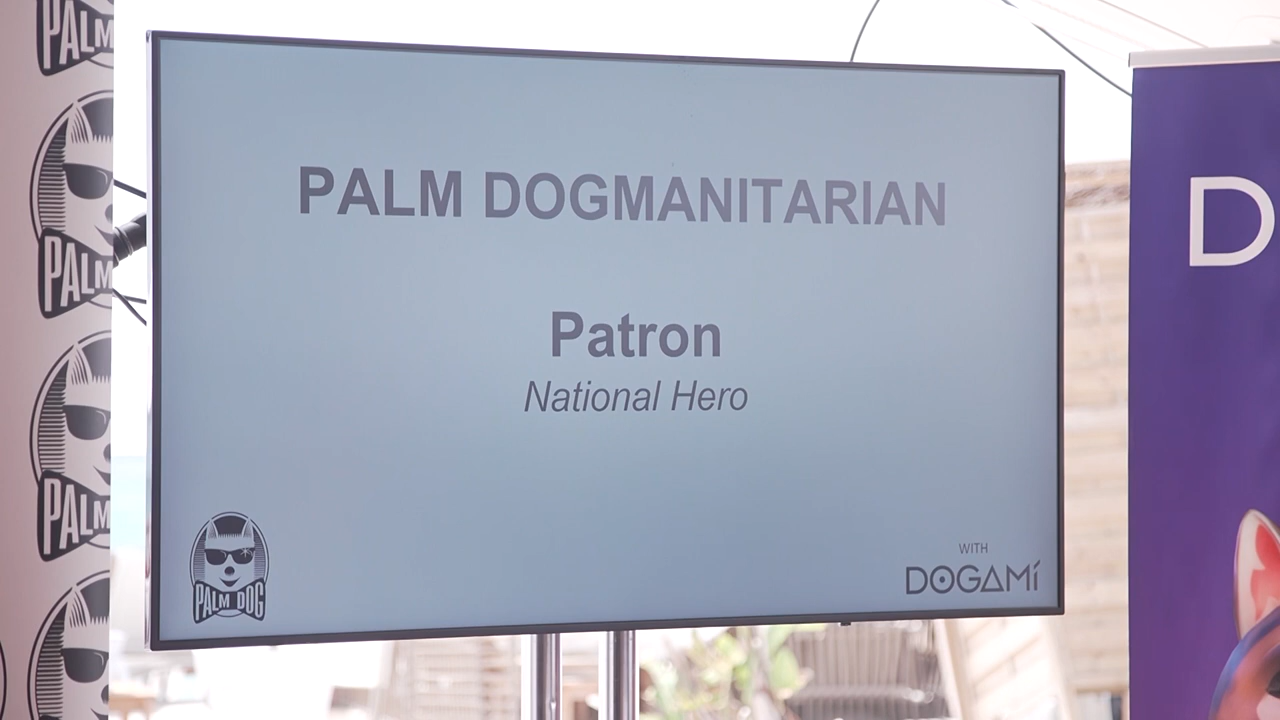 PALM
PALM
PALM
PALM DOGMANITARIAN
Patron
National Hero
PALM DOG
WITH
DOGAMÍ
D